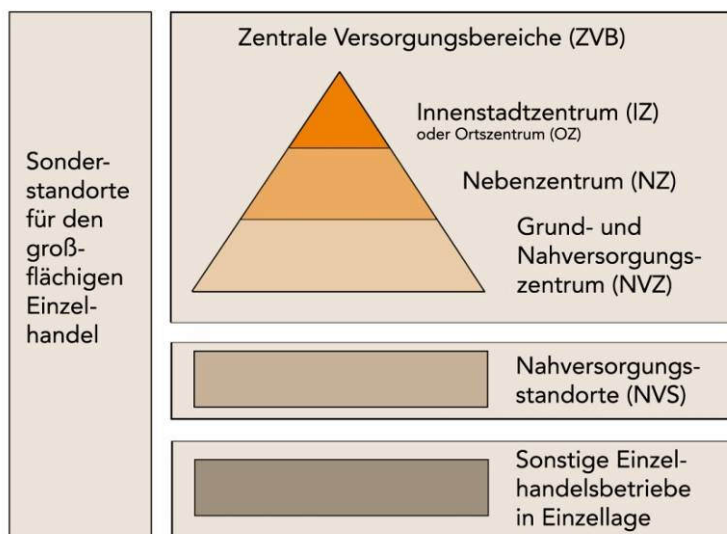 Sonder-
standorte
für den
groß-
flächigen
Einzel-
handel
Zentrale Versorgungsbereiche (ZVB)
Innenstadtzentrum (IZ)
oder Ortszentrum (OZ)
Nebenzentrum (NZ)
Grund- und
Nahversorgungs-
zentrum (NVZ)
Nahversorgungs-
standorte (NVS)
Sonstige Einzel-
handelsbetriebe
in Einzellage